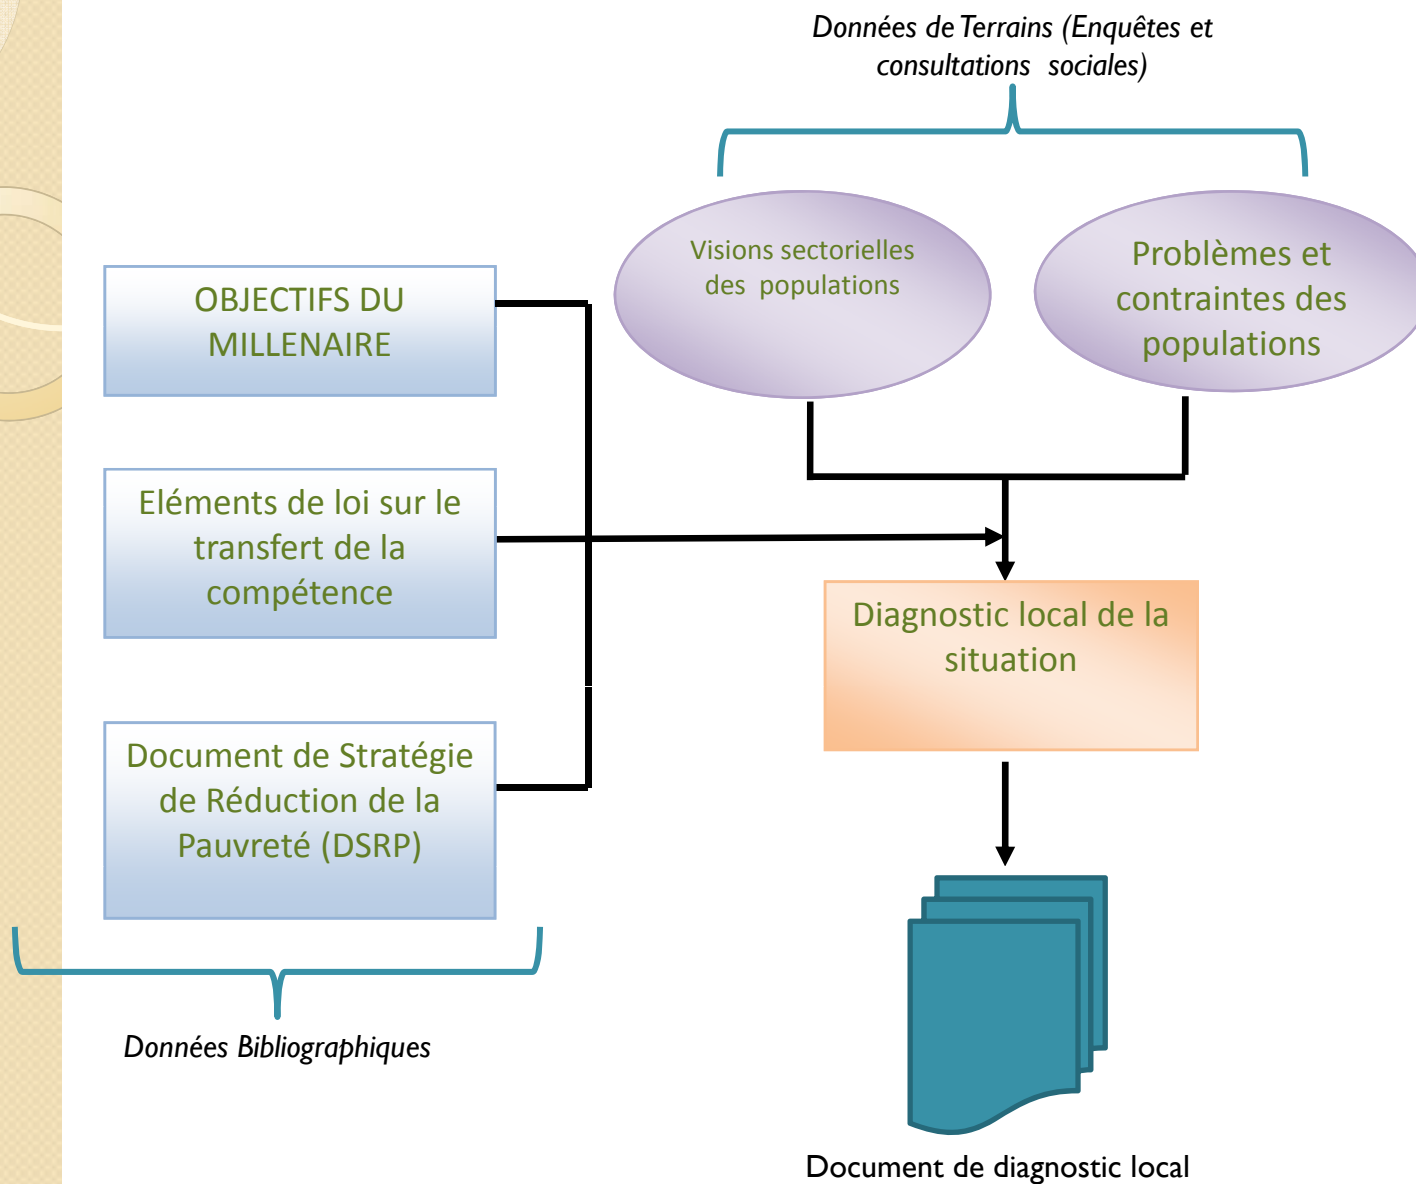 Données de Terrains (Enquêtes et
consultations sociales)
Visions sectorielles
des populations
Problèmes et
contraintes des
populations
OBJECTIFS DU
MILLENAIRE
Eléments de loi sur le
transfert de la
compétence
Document de Stratégie
de Réduction de la
Pauvreté (DSRP)
Données Bibliographiques
Diagnostic local de la
situation
Document de diagnostic local